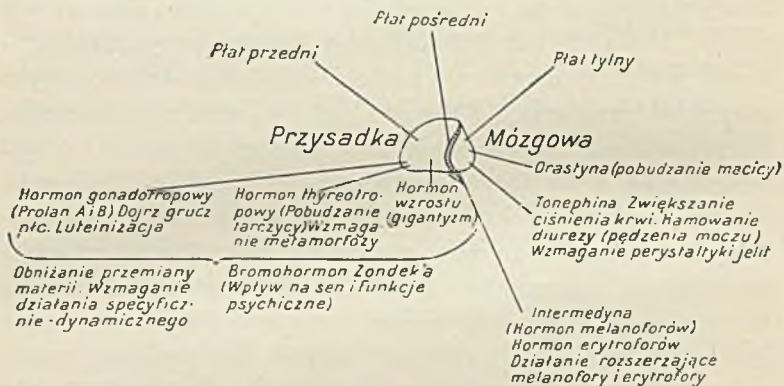 Płat pośredni
Płat przedni
Płat tylny
Przysadka Mózgowa
Orastyna (pobudzanie macicy)
Hormon gonadotropowy
(Prolan A i B) Dojrz grucz
płc. Luteinizacja
Hormon thyreotro-
powy (Pobudzanie
tarczycy) Wzmaga
nie metamorfozy
Hormon
wzrostu
(gigantyzm)
Tonephina Zwiększanie
ciśnienia krwi. Hamowanie
diurezy (pędzenia moczu)
Wzmaganie perystaltyki jelit
Obniżanie przemiany
materii. Wzmaganie
działania specyficz-
nie-dynamicznego
Bromohormon Zondek'a
(Wpływ na sen i funkcje
psychiczne)
Intermedyna
(Hormon melanoforów)
Hormon erytroforów
Działanie rozszerzające
melanofory i erytrofory